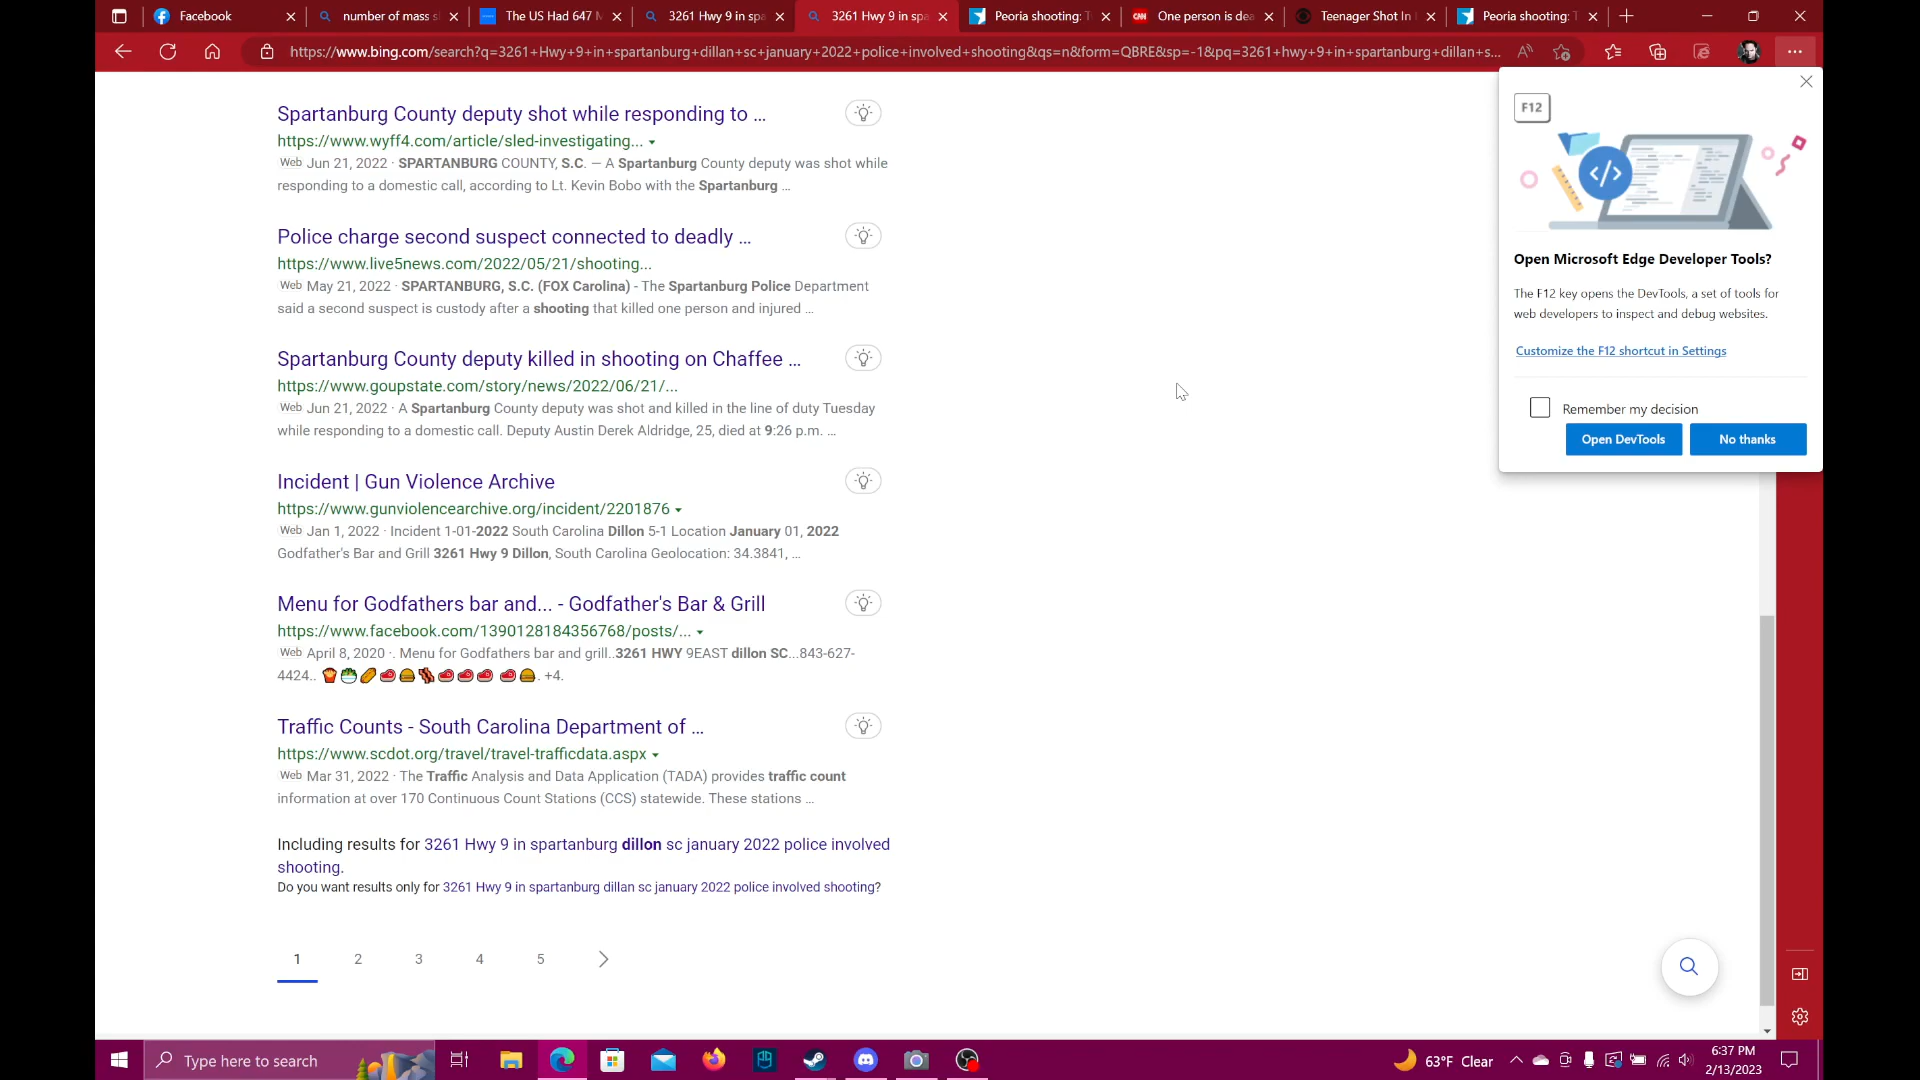 Facebook
number of mass s
The US Had 647 M
3261 Hwy 9 in spa
3261 Hwy 9 in spa
Peoria shooting: T
One person is dea
Teenager Shot In
Peoria shooting: T
https://www.bing.com/search?q=3261+Hwy+9+in+spartanburg+dillan+sc+january+2022+police+involved+shooting&qs=n&form=QBRE&sp=-1&pq=3261+hwy+9+in+spartanburg+dillan+s...
Spartanburg County deputy shot while responding to ...
https://www.wyff4.com/article/sled-investigating...
Web Jun 21, 2022 · SPARTANBURG COUNTY, S.C. — A Spartanburg County deputy was shot while
responding to a domestic call, according to Lt. Kevin Bobo with the Spartanburg ...
Police charge second suspect connected to deadly ...
https://www.live5news.com/2022/05/21/shooting...
Web May 21, 2022 · SPARTANBURG, S.C. (FOX Carolina) - The Spartanburg Police Department
said a second suspect is custody after a shooting that killed one person and injured ...
Spartanburg County deputy killed in shooting on Chaffee ...
https://www.goupstate.com/story/news/2022/06/21/...
Web Jun 21, 2022 · A Spartanburg County deputy was shot and killed in the line of duty Tuesday
while responding to a domestic call. Deputy Austin Derek Aldridge, 25, died at 9:26 p.m. ...
Incident | Gun Violence Archive
https://www.gunviolencearchive.org/incident/2201876
Web Jan 1, 2022 · Incident 1-01-2022 South Carolina Dillon 5-1 Location January 01, 2022
Godfather's Bar and Grill 3261 Hwy 9 Dillon, South Carolina Geolocation: 34.3841, ...
Menu for Godfathers bar and... - Godfather's Bar & Grill
https://www.facebook.com/1390128184356768/posts/...
Web April 8, 2020 ·. Menu for Godfathers bar and grill..3261 HWY 9EAST dillon SC...843-627-
4424.. 🍟🥗🌭🥩🍔🥓🥩🥩🥩 🥩🍔. +4.
Traffic Counts - South Carolina Department of ...
https://www.scdot.org/travel/travel-trafficdata.aspx
Web Mar 31, 2022 · The Traffic Analysis and Data Application (TADA) provides traffic count
information at over 170 Continuous Count Stations (CCS) statewide. These stations ...
Including results for 3261 Hwy 9 in spartanburg dillon sc january 2022 police involved
shooting.
Do you want results only for 3261 Hwy 9 in spartanburg dillan sc january 2022 police involved shooting?
1 2 3 4 5
F12
Open Microsoft Edge Developer Tools?
The F12 key opens the DevTools, a set of tools for
web developers to inspect and debug websites.
Customize the F12 shortcut in Settings
Remember my decision
Open DevTools
No thanks
Type here to search
63°F Clear
6:37 PM
2/13/2023